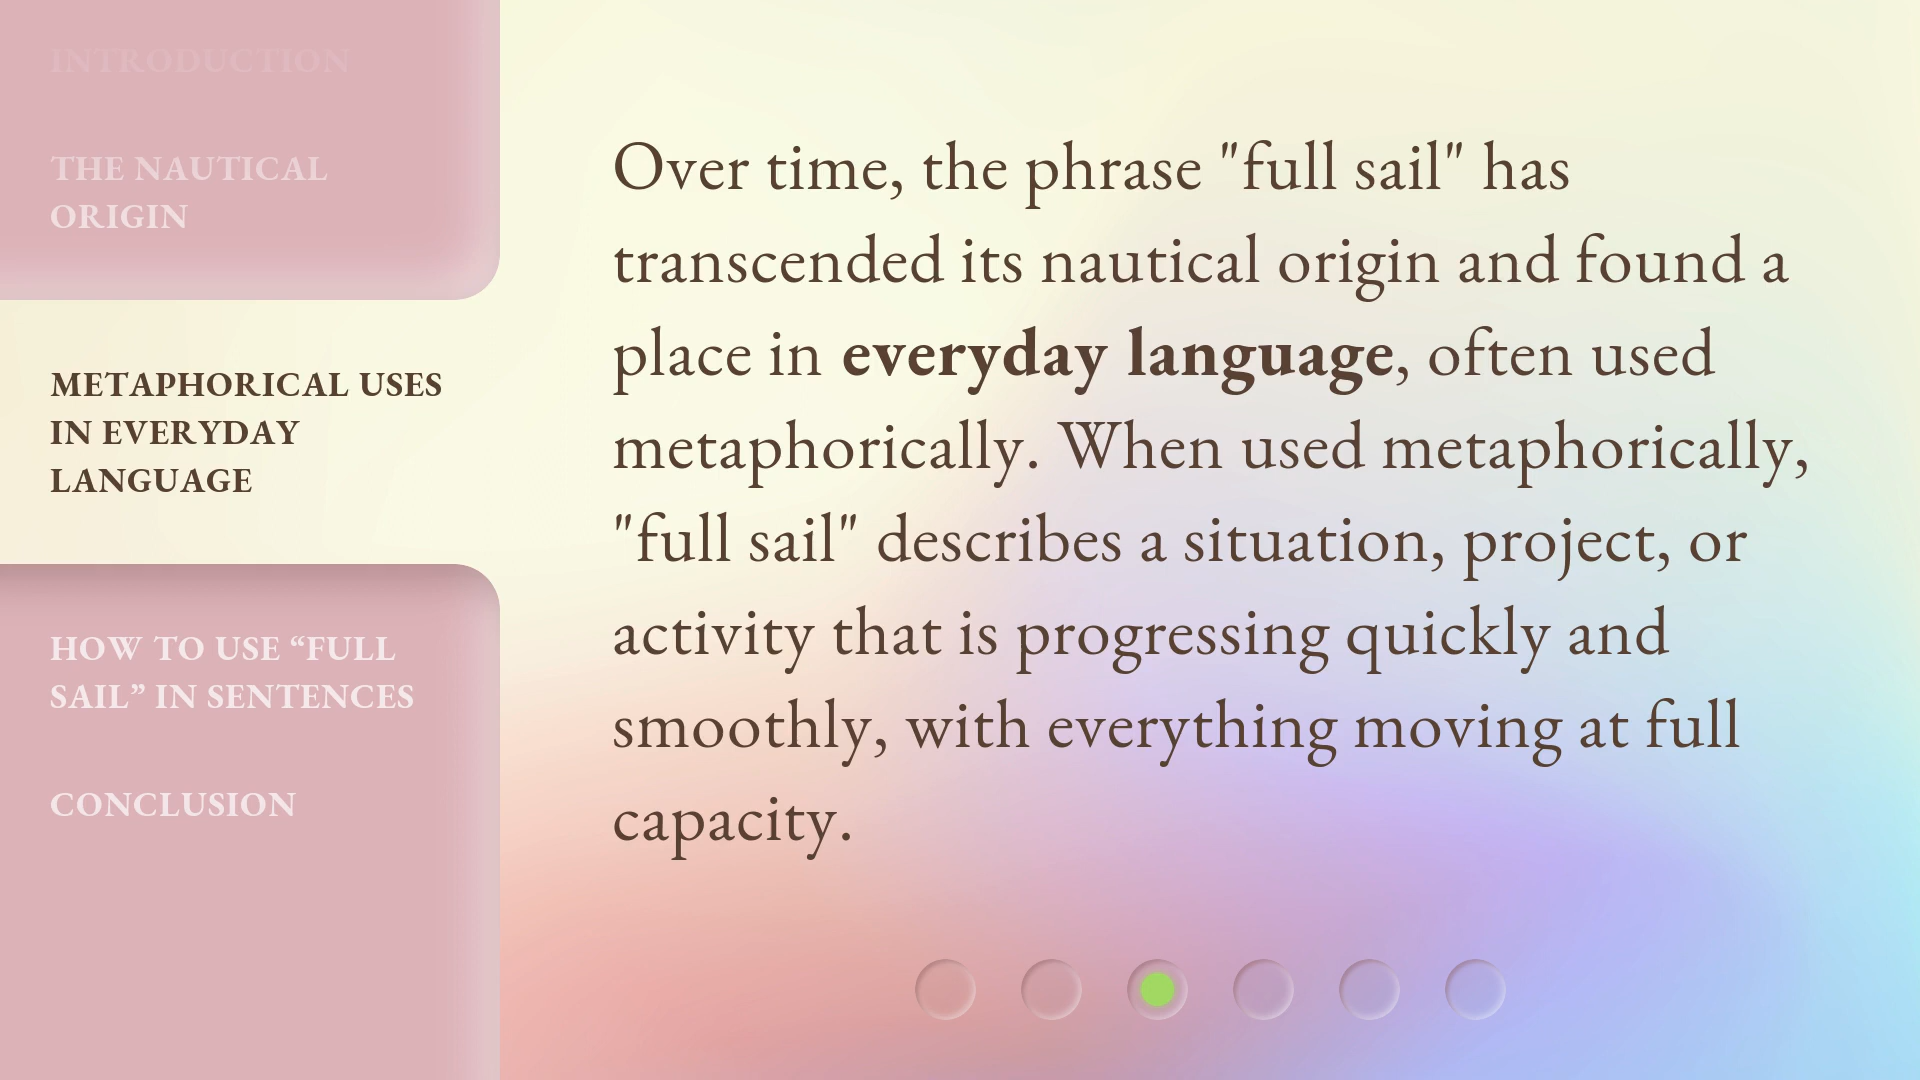 INTRODUCTION
THE NAUTICAL
ORIGIN
METAPHORICAL USES
IN EVERYDAY
LANGUAGE
HOW TO USE “FULL
SAIL” IN SENTENCES
CONCLUSION
Over time, the phrase "full sail" has
transcended its nautical origin and found a
place in everyday language, often used
metaphorically. When used metaphorically,
"full sail" describes a situation, project, or
activity that is progressing quickly and
smoothly, with everything moving at full
capacity.